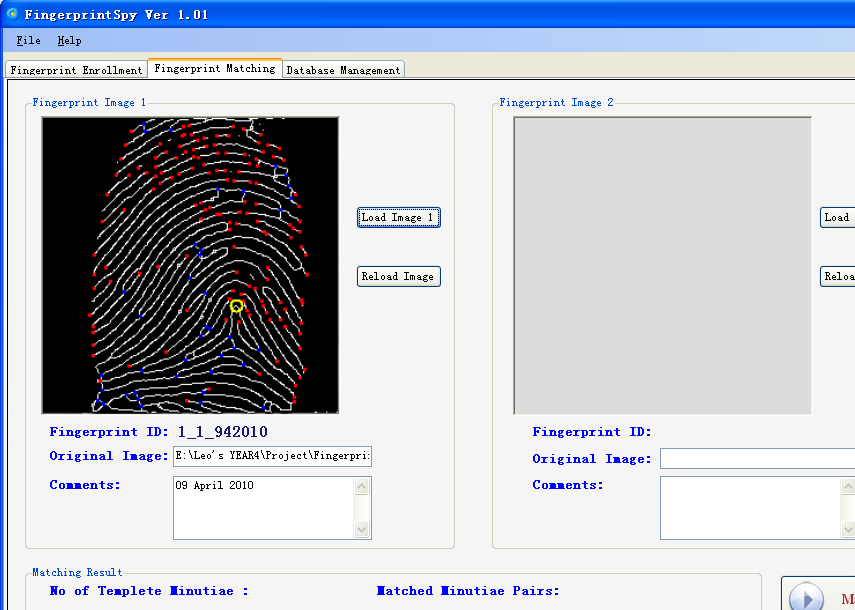 FingerprintSpy Ver 1.01
File Help
Fingerprint Enrollment Fingerprint Matching Database Management
Fingerprint Image 1 Fingerprint Image 2
Load Image 1 Load
Reload Image Reloa
Fingerprint ID: 1_1_942010 Fingerprint ID:
Original Image: E:\Leo's YEAR4\Project\Fingerpri Original Image:
Comments: 09 April 2010 Comments:
Matching Result
No of Templete Minutiae : Matched Minutiae Pairs:
M